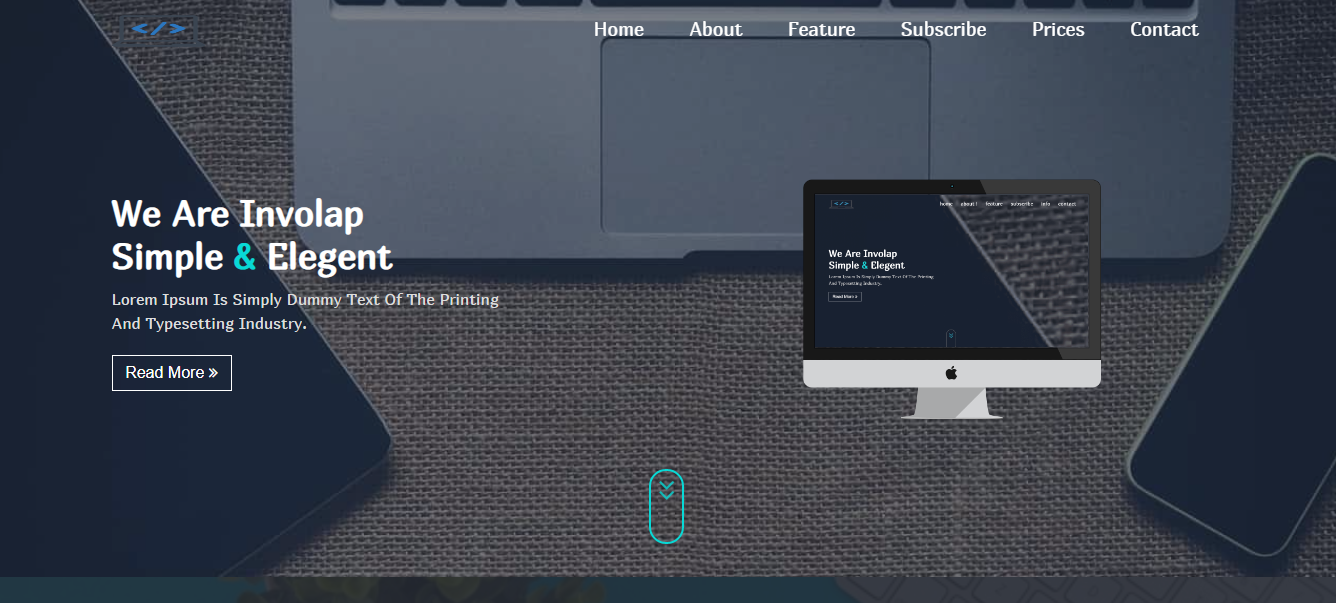 </>
Home About Feature Subscribe Prices Contact
We Are Involap
Simple & Elegent
Lorem Ipsum Is Simply Dummy Text Of The Printing
And Typesetting Industry.
Read More »
</>
home about! feature subscribe info contact
We Are Involap
Simple & Elegent
Lorem Ipsum Is Simply Dummy Text Of The Printing
And Typesetting Industry.
Read More »